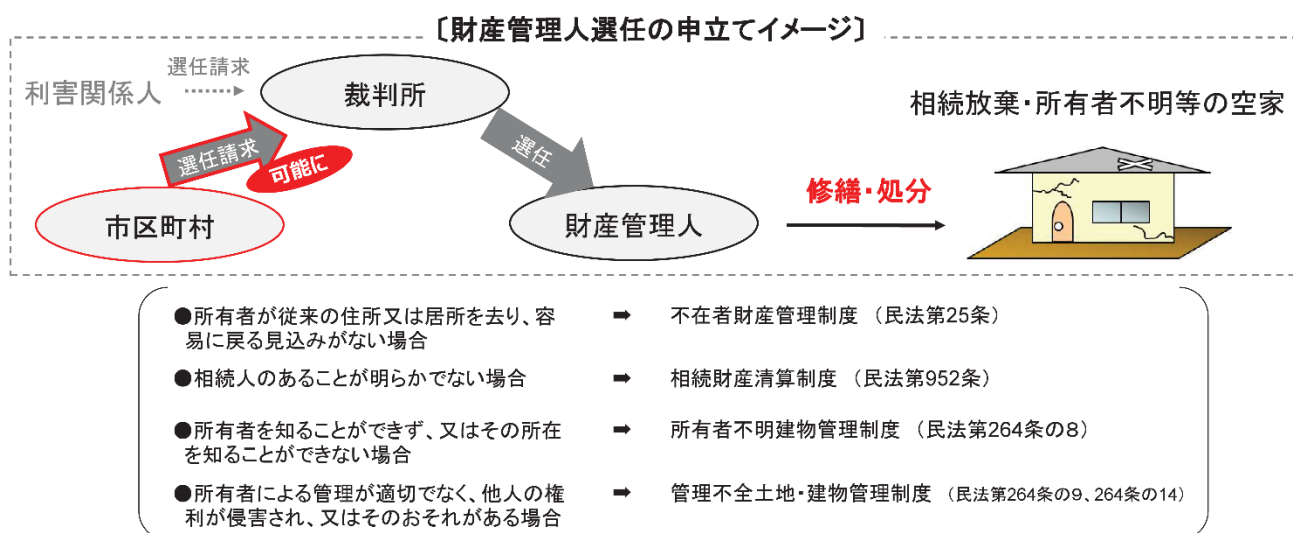 〔財産管理人選任の申立てイメージ〕
利害関係人
選任請求
裁判所
選任請求
可能に
市区町村
選任
財産管理人
修繕・処分
相続放棄・所有者不明等の空家
●所有者が従来の住所又は居所を去り、容
易に戻る見込みがない場合
➡ 不在者財産管理制度 (民法第25条)
●相続人のあることが明らかでない場合 ➡ 相続財産清算制度 (民法第952条)
●所有者を知ることができず、又はその所在
を知ることができない場合
➡ 所有者不明建物管理制度 (民法第264条の8)
●所有者による管理が適切でなく、他人の権
利が侵害され、又はそのおそれがある場合
➡ 管理不全土地・建物管理制度 (民法第264条の9、264条の14)